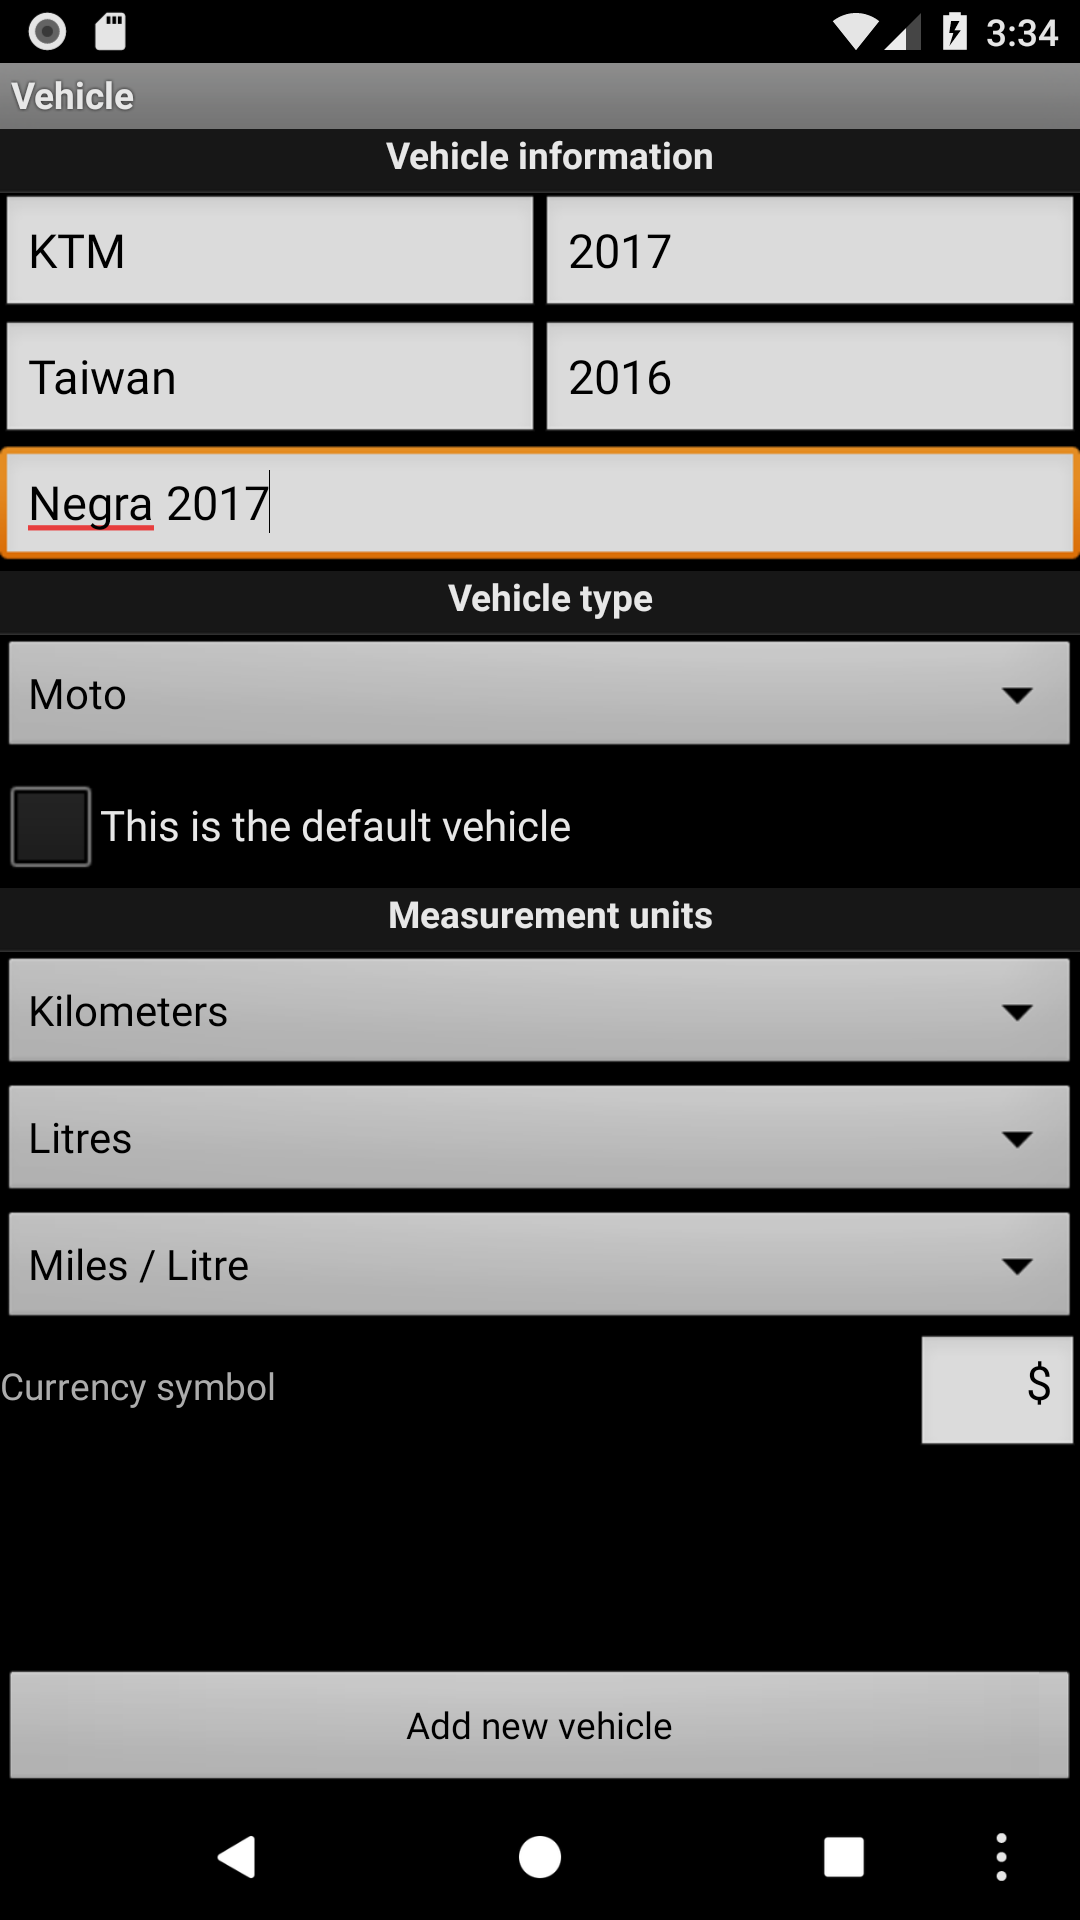 3:34
Vehicle
Vehicle information
KTM 2017
Taiwan 2016
Negra 2017
Vehicle type
Moto
This is the default vehicle
Measurement units
Kilometers
Litres
Miles / Litre
Currency symbol $
Add new vehicle